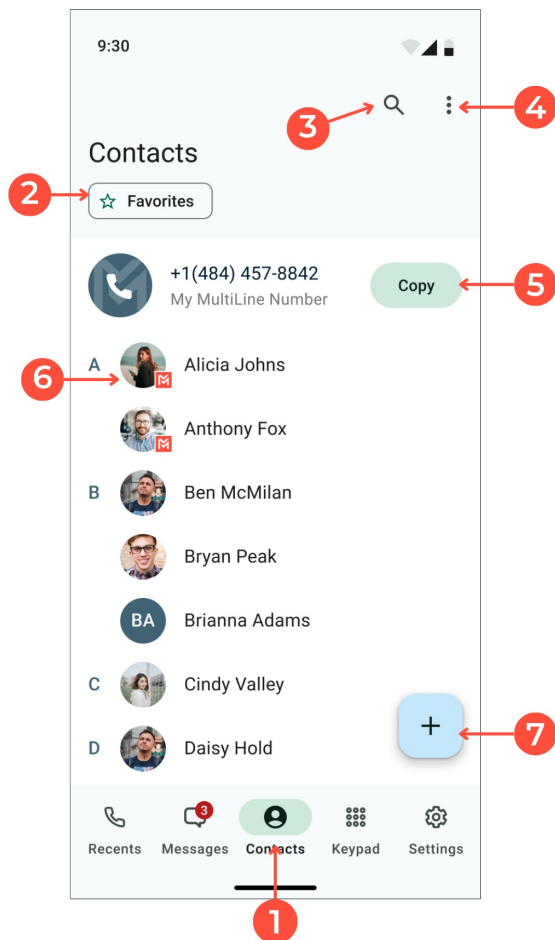 9:30
3
4
Contacts
2
Favorites
+1(484) 457-8842
My MultiLine Number
Copy
5
A
Alicia Johns
6
Anthony Fox
B
Ben McMilan
Bryan Peak
BA
Brianna Adams
C
Cindy Valley
D
Daisy Hold
+
7
3
Recents
Messages
Contacts
Keypad
Settings
1